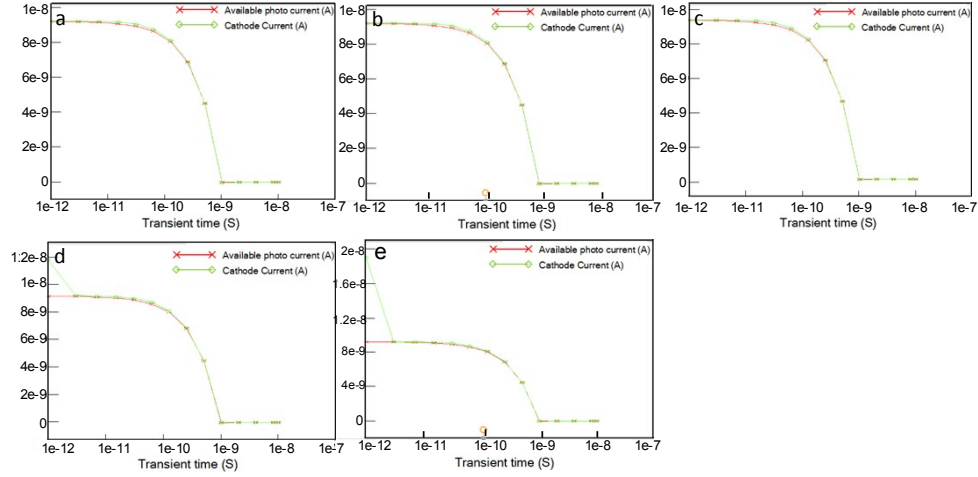 a
1e-8
8e-9
6e-9
4e-9
2e-9
0
1e-12 1e-11 1e-10 1e-9 1e-8 1e-7
Transient time (S)
Available photo current (A)
Cathode Current (A)
b
1e-8
8e-9
6e-9
4e-9
2e-9
0
1e-12 1e-11 1e-10 1e-9 1e-8 1e-7
Transient time (S)
Available photo current (A)
Cathode Current (A)
c
1e-8
8e-9
6e-9
4e-9
2e-9
0
1e-12 1e-11 1e-10 1e-9 1e-8 1e-7
Transient time (S)
Available photo current (A)
Cathode Current (A)
d
1.2e-8
1e-8
8e-9
6e-9
4e-9
2e-9
0
1e-12 1e-11 1e-10 1e-9 1e-8 1e-7
Transient time (S)
Available photo current (A)
Cathode Current (A)
e
2e-8
1.6e-8
1.2e-8
8e-9
4e-9
0
1e-12 1e-11 1e-10 1e-9 1e-8 1e-7
Transient time (S)
Available photo current (A)
Cathode Current (A)